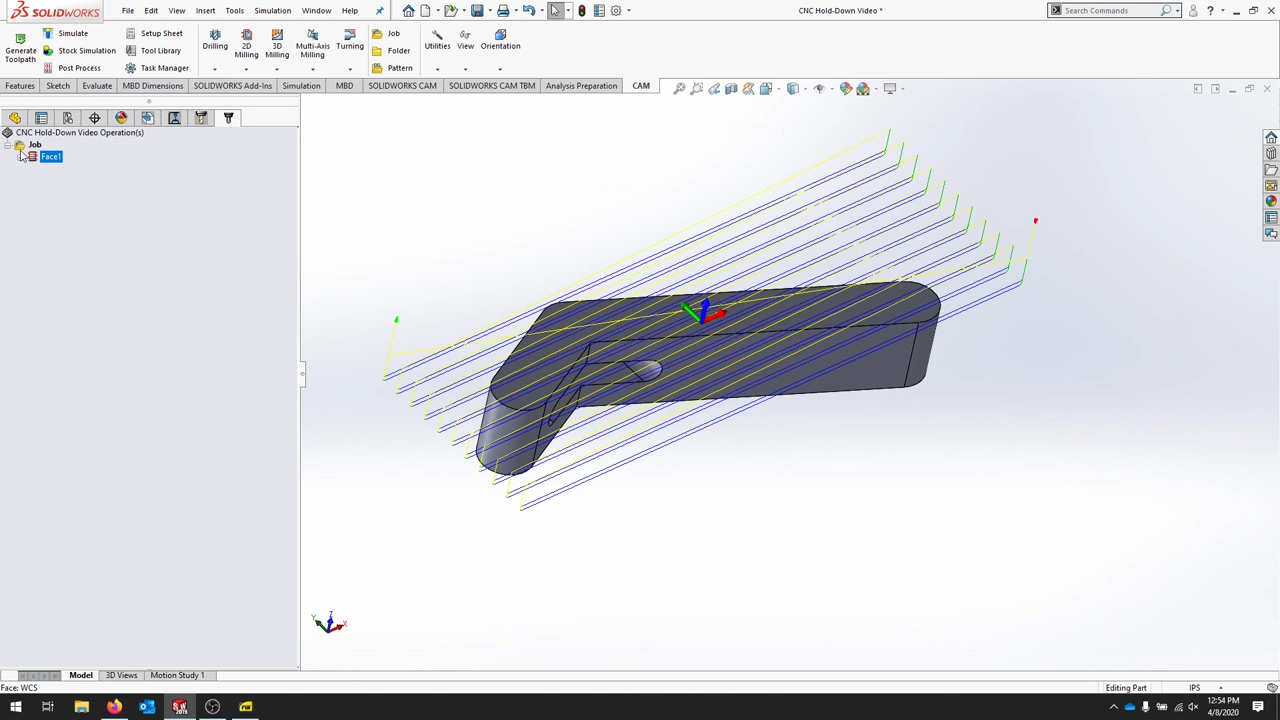 SOLIDWORKS
File Edit View Insert Tools Simulation Window Help
CNC Hold-Down Video *
Search Commands
Generate Toolpath
Simulate
Stock Simulation
Post Process
Setup Sheet
Tool Library
Task Manager
Drilling
2D Milling
3D Milling
Multi-Axis Milling
Turning
Job
Folder
Pattern
Utilities
View
Orientation
Features Sketch Evaluate MBD Dimensions SOLIDWORKS Add-Ins Simulation MBD SOLIDWORKS CAM SOLIDWORKS CAM TBM Analysis Preparation CAM
CNC Hold-Down Video Operation(s)
Job
Face1
Z
Y
X
Model 3D Views Motion Study 1
Face: WCS
Editing Part
IPS
12:54 PM
4/8/2020